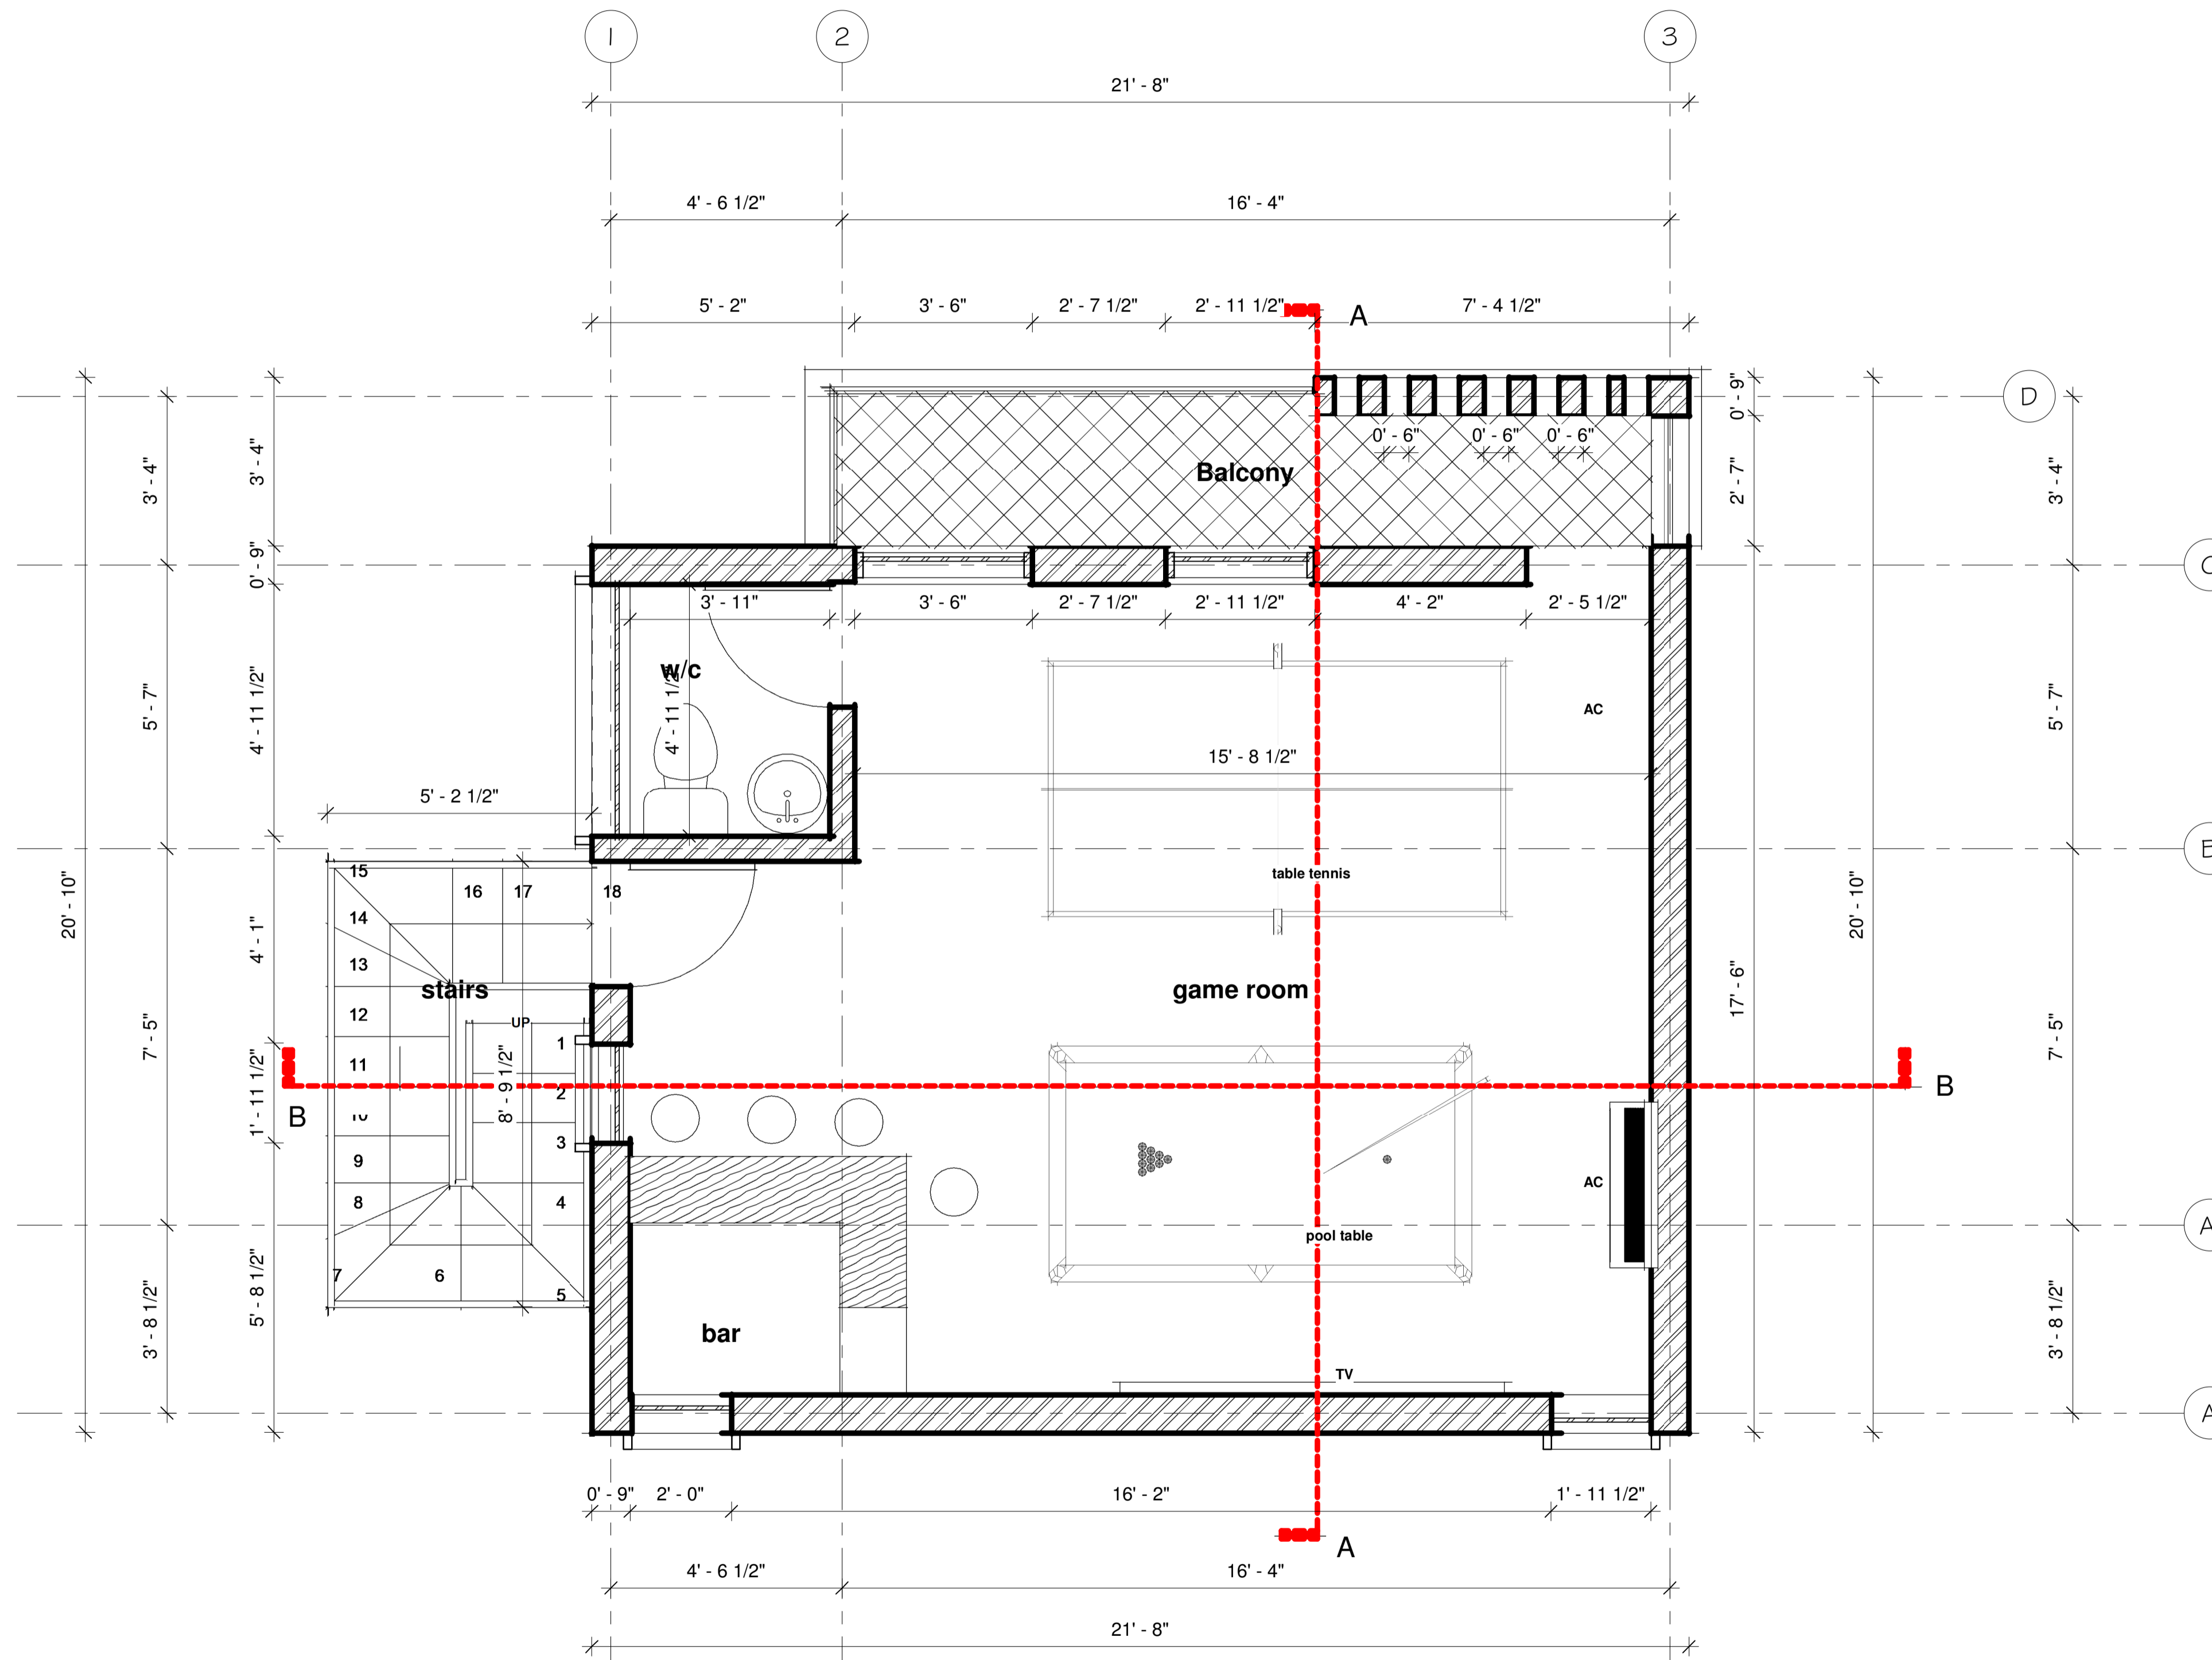 1
2
3
21' - 8"
4' - 6 1/2"
16' - 4"
5' - 2"
3' - 6"
2' - 7 1/2"
2' - 11 1/2"
7' - 4 1/2"
A
D
0' - 9"
0' - 6"
0' - 6"
0' - 6"
3' - 4"
3' - 4"
Balcony
2' - 7"
3' - 4"
0' - 9"
3' - 11"
3' - 6"
2' - 7 1/2"
2' - 11 1/2"
4' - 2"
2' - 5 1/2"
w/c
4' - 11 1/2"
5' - 7"
4' - 11 1/2"
AC
5' - 7"
15' - 8 1/2"
5' - 2 1/2"
table tennis
15
16
17
18
14
13
12
11
9
8
7
6
5
4
3
2
1
20' - 10"
4' - 1"
20' - 10"
stairs
game room
17' - 6"
UP
7' - 5"
1' - 11 1/2"
8' - 9 1/2"
7' - 5"
B
B
AC
pool table
3' - 8 1/2"
5' - 8 1/2"
bar
3' - 8 1/2"
TV
0' - 9"
2' - 0"
16' - 2"
1' - 11 1/2"
A
4' - 6 1/2"
16' - 4"
21' - 8"